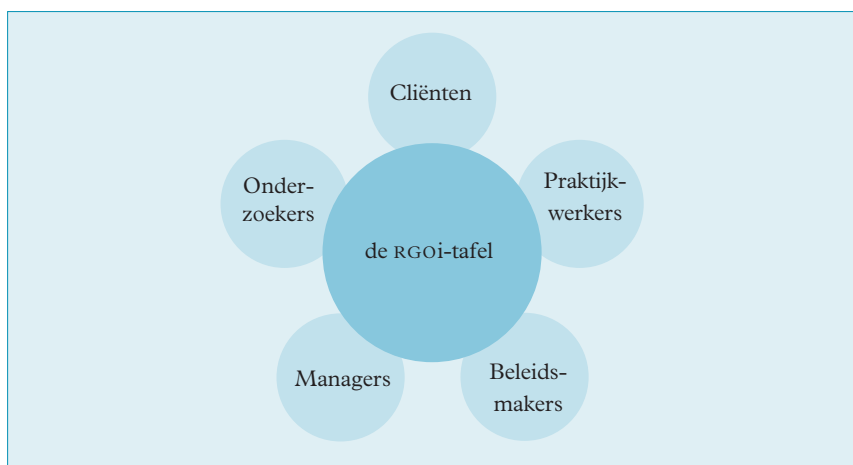 Cliënten
Onder-
zoekers
Praktijk-
werkers
de RGOi-tafel
Managers
Beleids-
makers